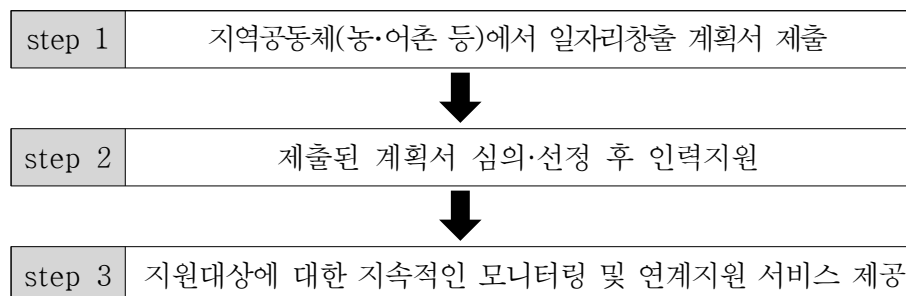 step 1 지역공동체(농·어촌 등)에서 일자리창출 계획서 제출
step 2 제출된 계획서 심의·선정 후 인력지원
step 3 지원대상에 대한 지속적인 모니터링 및 연계지원 서비스 제공